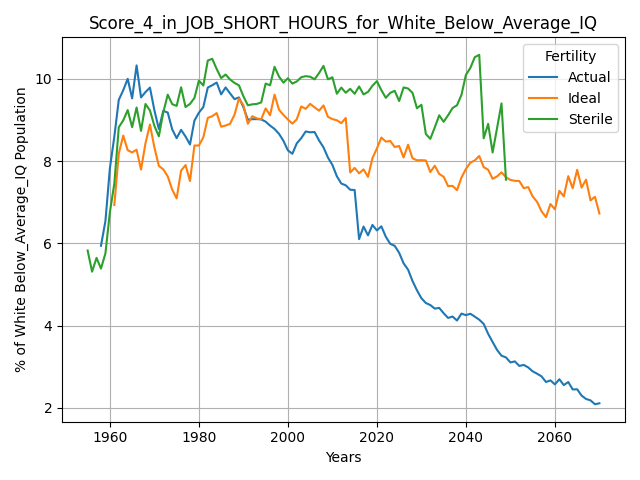 Score_4_in_JOB_SHORT_HOURS_for_White_Below_Average_IQ
% of White Below_Average_IQ Population
10
8
6
4
2
Fertility
Actual
Ideal
Sterile
1960 1980 2000 2020 2040 2060
Years